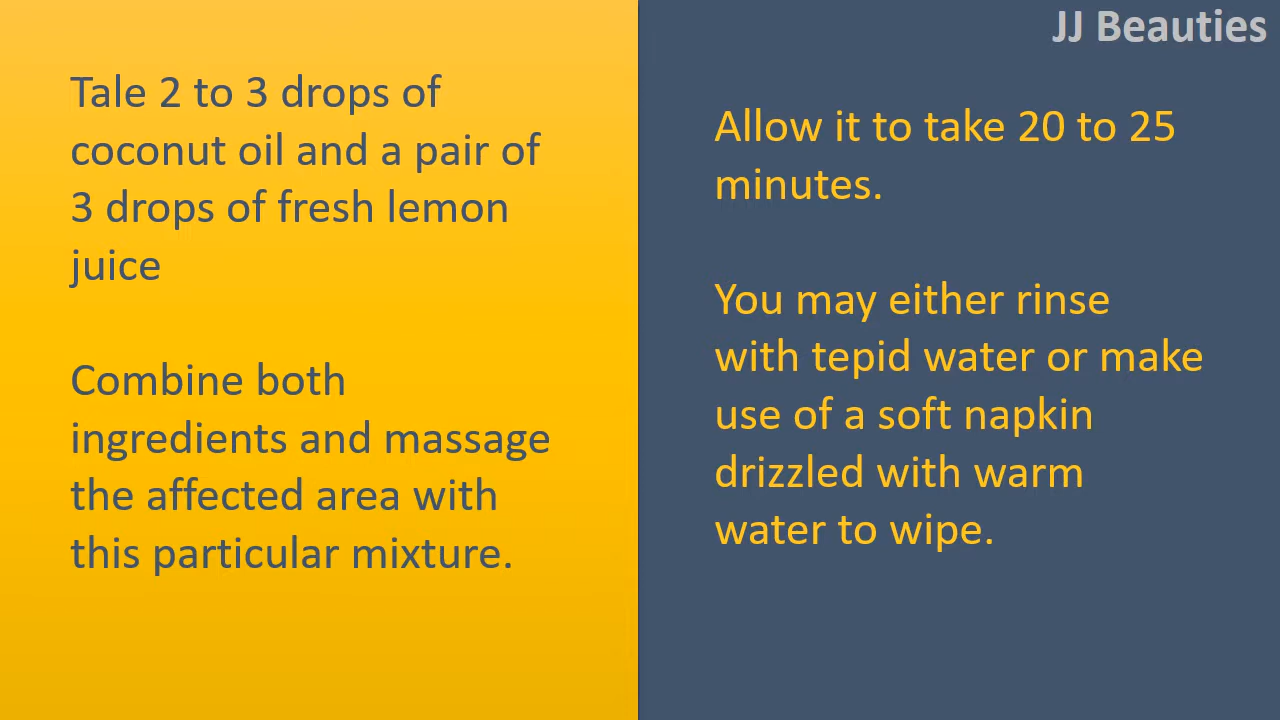 JJ Beauties
Tale 2 to 3 drops of
coconut oil and a pair of
3 drops of fresh lemon
juice
Combine both
ingredients and massage
the affected area with
this particular mixture.
Allow it to take 20 to 25
minutes.
You may either rinse
with tepid water or make
use of a soft napkin
drizzled with warm
water to wipe.